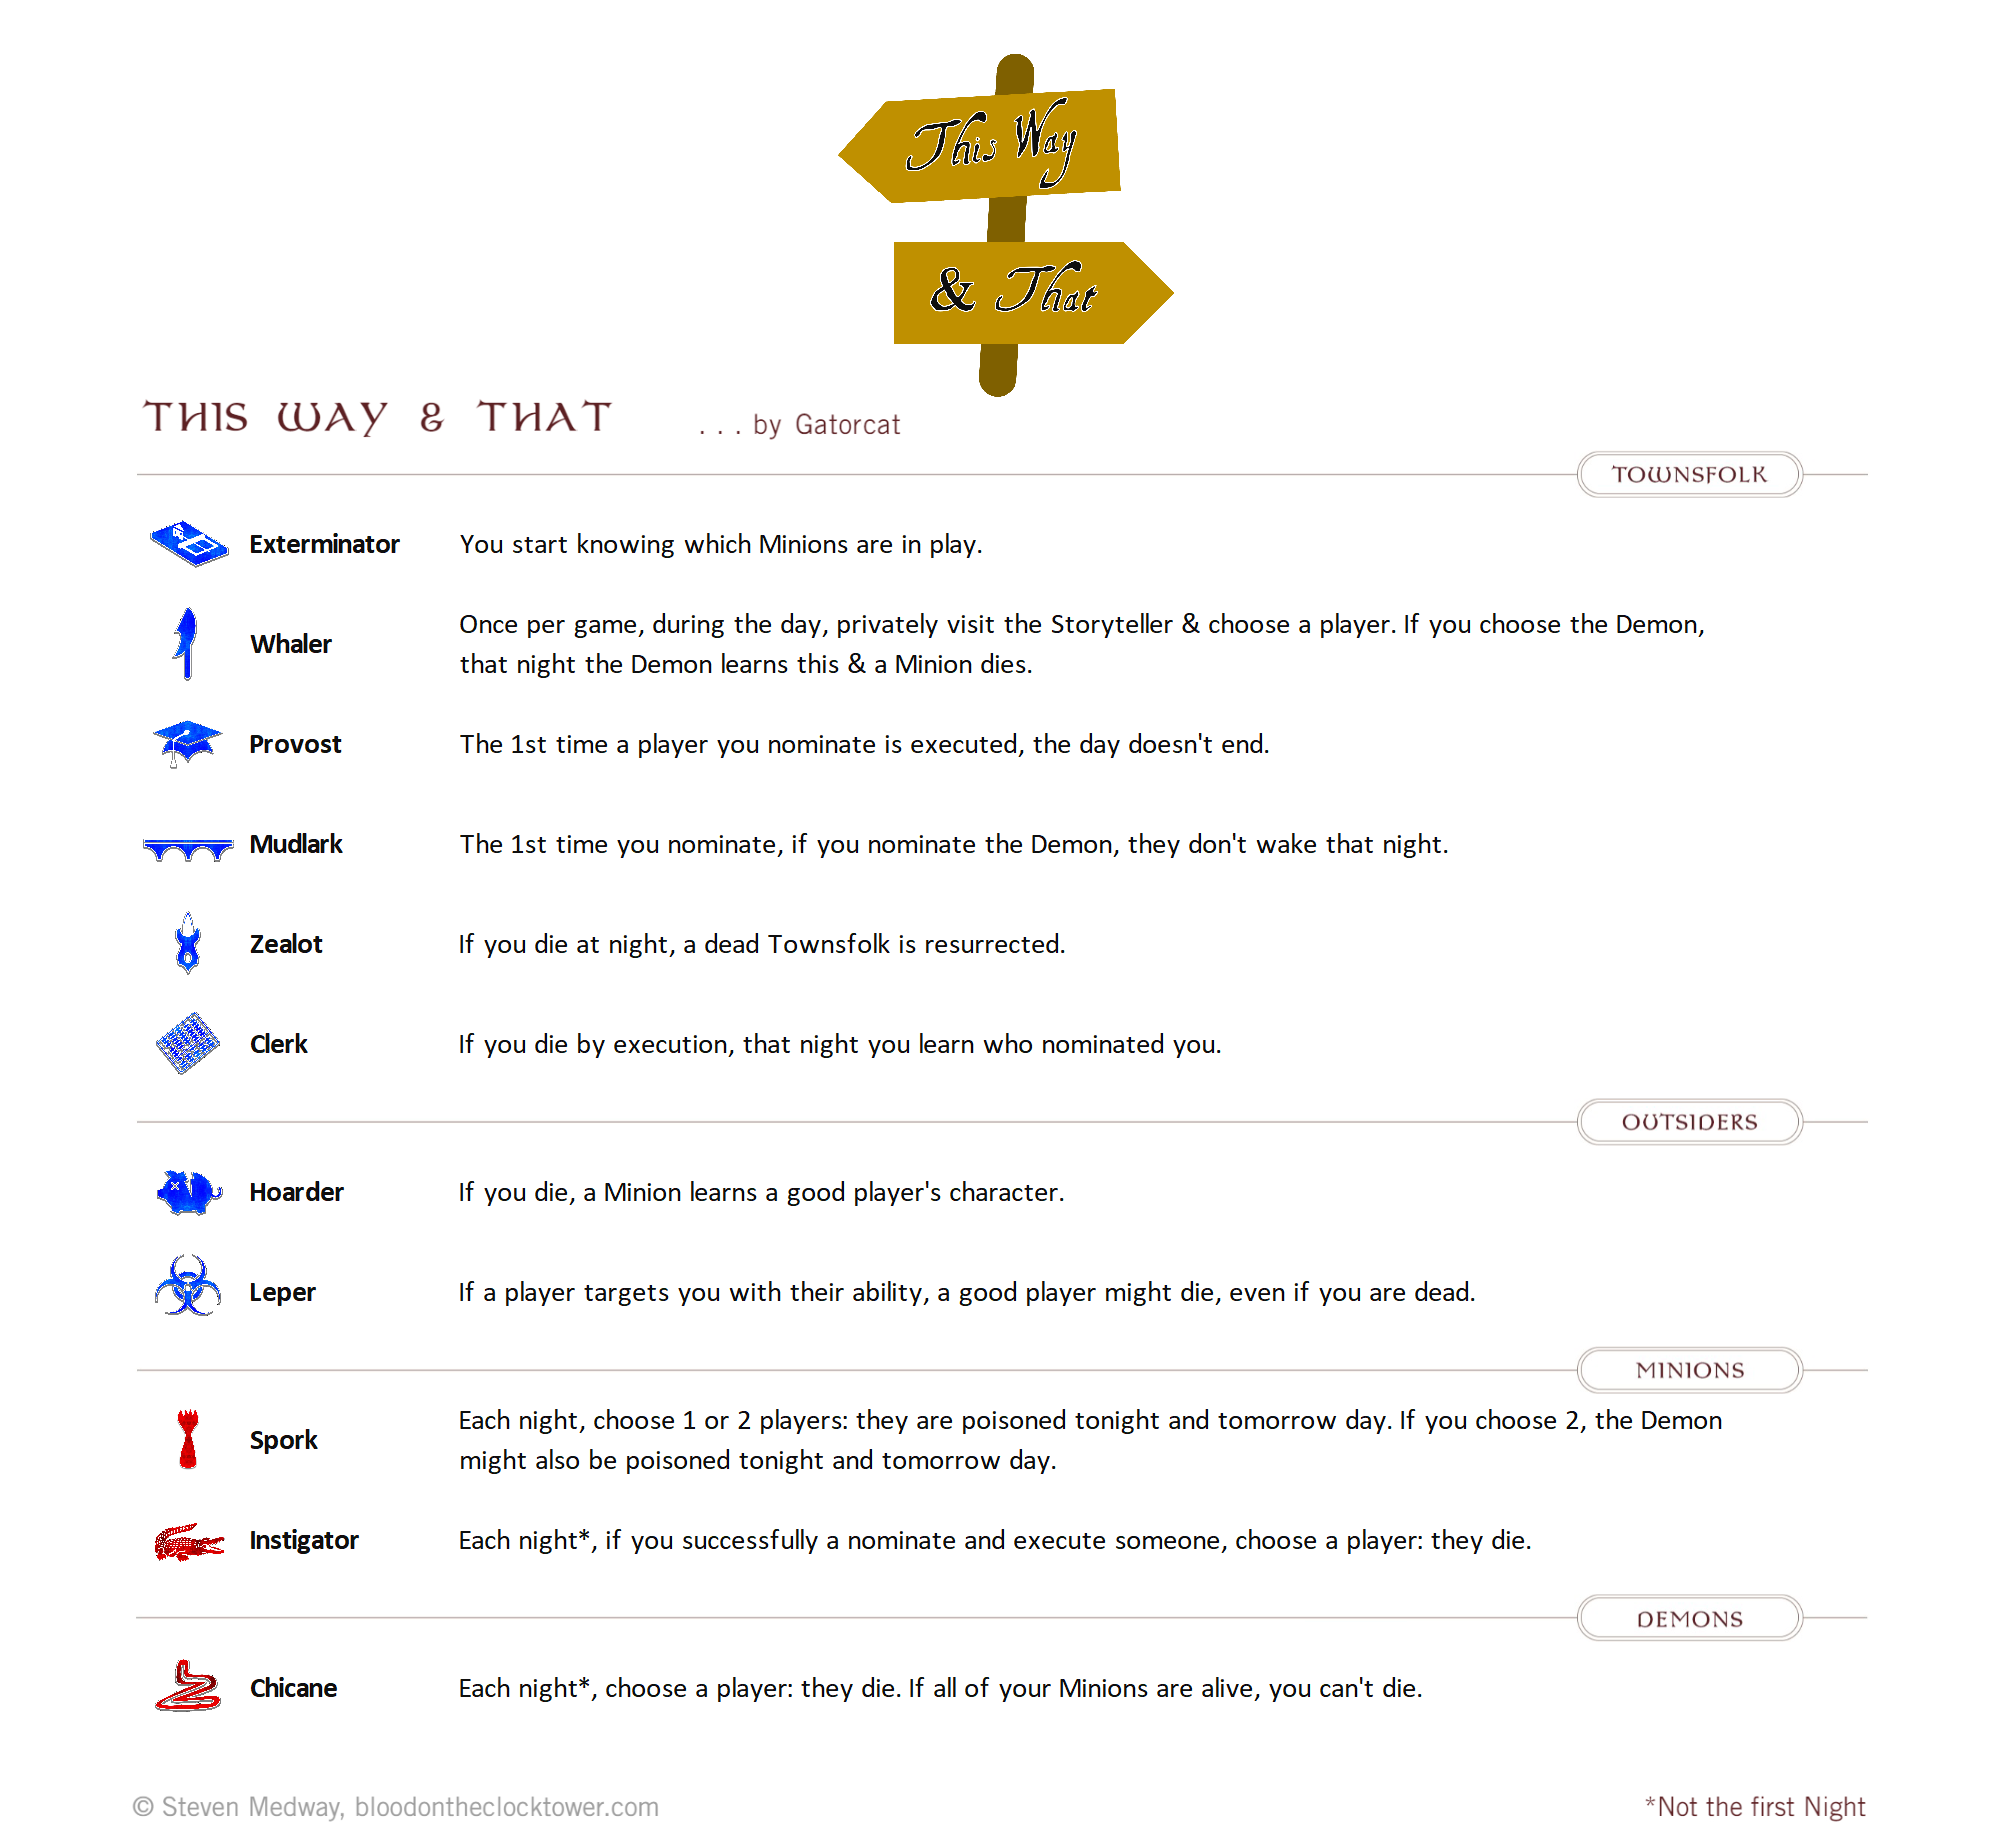 This Way
& That
THIS WAY & THAT ... by Gatorcat
TOWNSFOLK
Exterminator You start knowing which Minions are in play.
Whaler Once per game, during the day, privately visit the Storyteller & choose a player. If you choose the Demon,
that night the Demon learns this & a Minion dies.
Provost The 1st time a player you nominate is executed, the day doesn't end.
Mudlark The 1st time you nominate, if you nominate the Demon, they don't wake that night.
Zealot If you die at night, a dead Townsfolk is resurrected.
Clerk If you die by execution, that night you learn who nominated you.
OUTSIDERS
Hoarder If you die, a Minion learns a good player's character.
Leper If a player targets you with their ability, a good player might die, even if you are dead.
MINIONS
Spork Each night, choose 1 or 2 players: they are poisoned tonight and tomorrow day. If you choose 2, the Demon
might also be poisoned tonight and tomorrow day.
Instigator Each night*, if you successfully a nominate and execute someone, choose a player: they die.
DEMONS
Chicane Each night*, choose a player: they die. If all of your Minions are alive, you can't die.
© Steven Medway, bloodontheclocktower.com
*Not the first Night